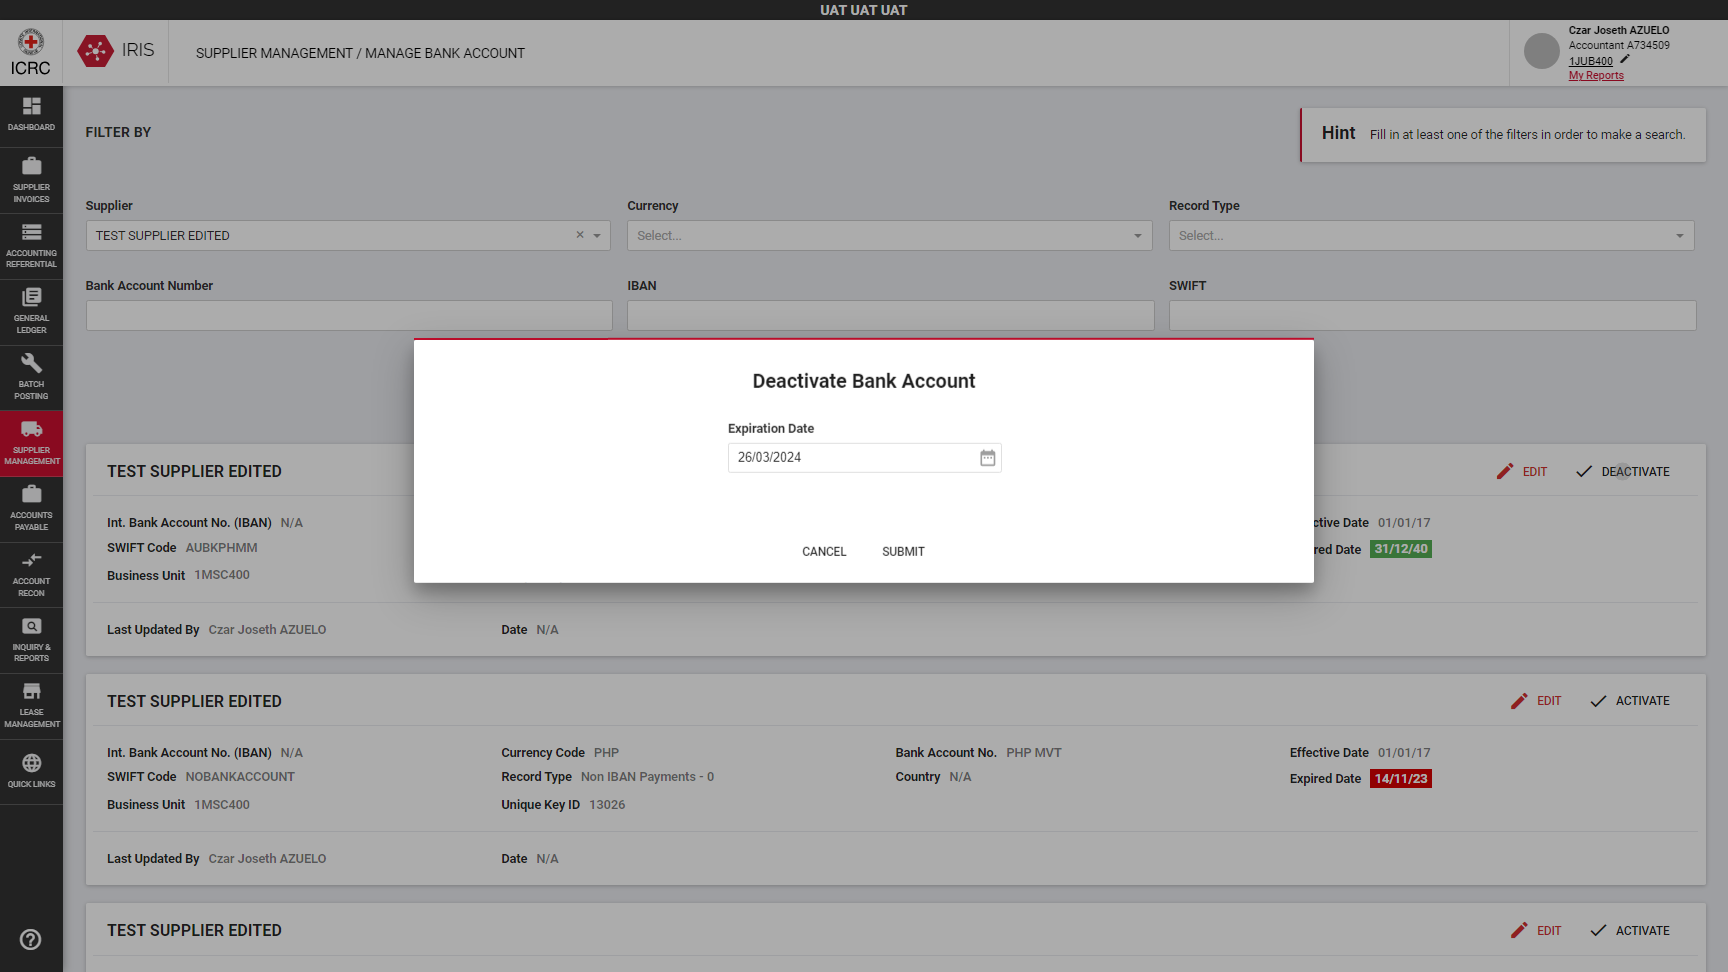 UAT UAT UAT
ICRC
IRIS
SUPPLIER MANAGEMENT / MANAGE BANK ACCOUNT
Czar Joseth AZUELO
Accountant A734509
1JUB400
My Reports
DASHBOARD
SUPPLIER
INVOICES
ACCOUNTING
REFERENTIAL
GENERAL
LEDGER
BATCH
POSTING
SUPPLIER
MANAGEMENT
ACCOUNTS
PAYABLE
ACCOUNT
RECON
INQUIRY &
REPORTS
LEASE
MANAGEMENT
QUICK LINKS
FILTER BY
Hint Fill in at least one of the filters in order to make a search.
Supplier Currency Record Type
TEST SUPPLIER EDITED Select... Select...
Bank Account Number IBAN SWIFT
Deactivate Bank Account
Expiration Date
26/03/2024
CANCEL SUBMIT
TEST SUPPLIER EDITED EDIT DEACTIVATE
Int. Bank Account No. (IBAN) N/A ctive Date 01/01/17
SWIFT Code AUBKPHMM red Date 31/12/40
Business Unit 1MSC400
Last Updated By Czar Joseth AZUELO Date N/A
TEST SUPPLIER EDITED EDIT ACTIVATE
Int. Bank Account No. (IBAN) N/A Currency Code PHP Bank Account No. PHP MVT Effective Date 01/01/17
SWIFT Code NOBANKACCOUNT Record Type Non IBAN Payments - 0 Country N/A Expired Date 14/11/23
Business Unit 1MSC400 Unique Key ID 13026
Last Updated By Czar Joseth AZUELO Date N/A
TEST SUPPLIER EDITED EDIT ACTIVATE